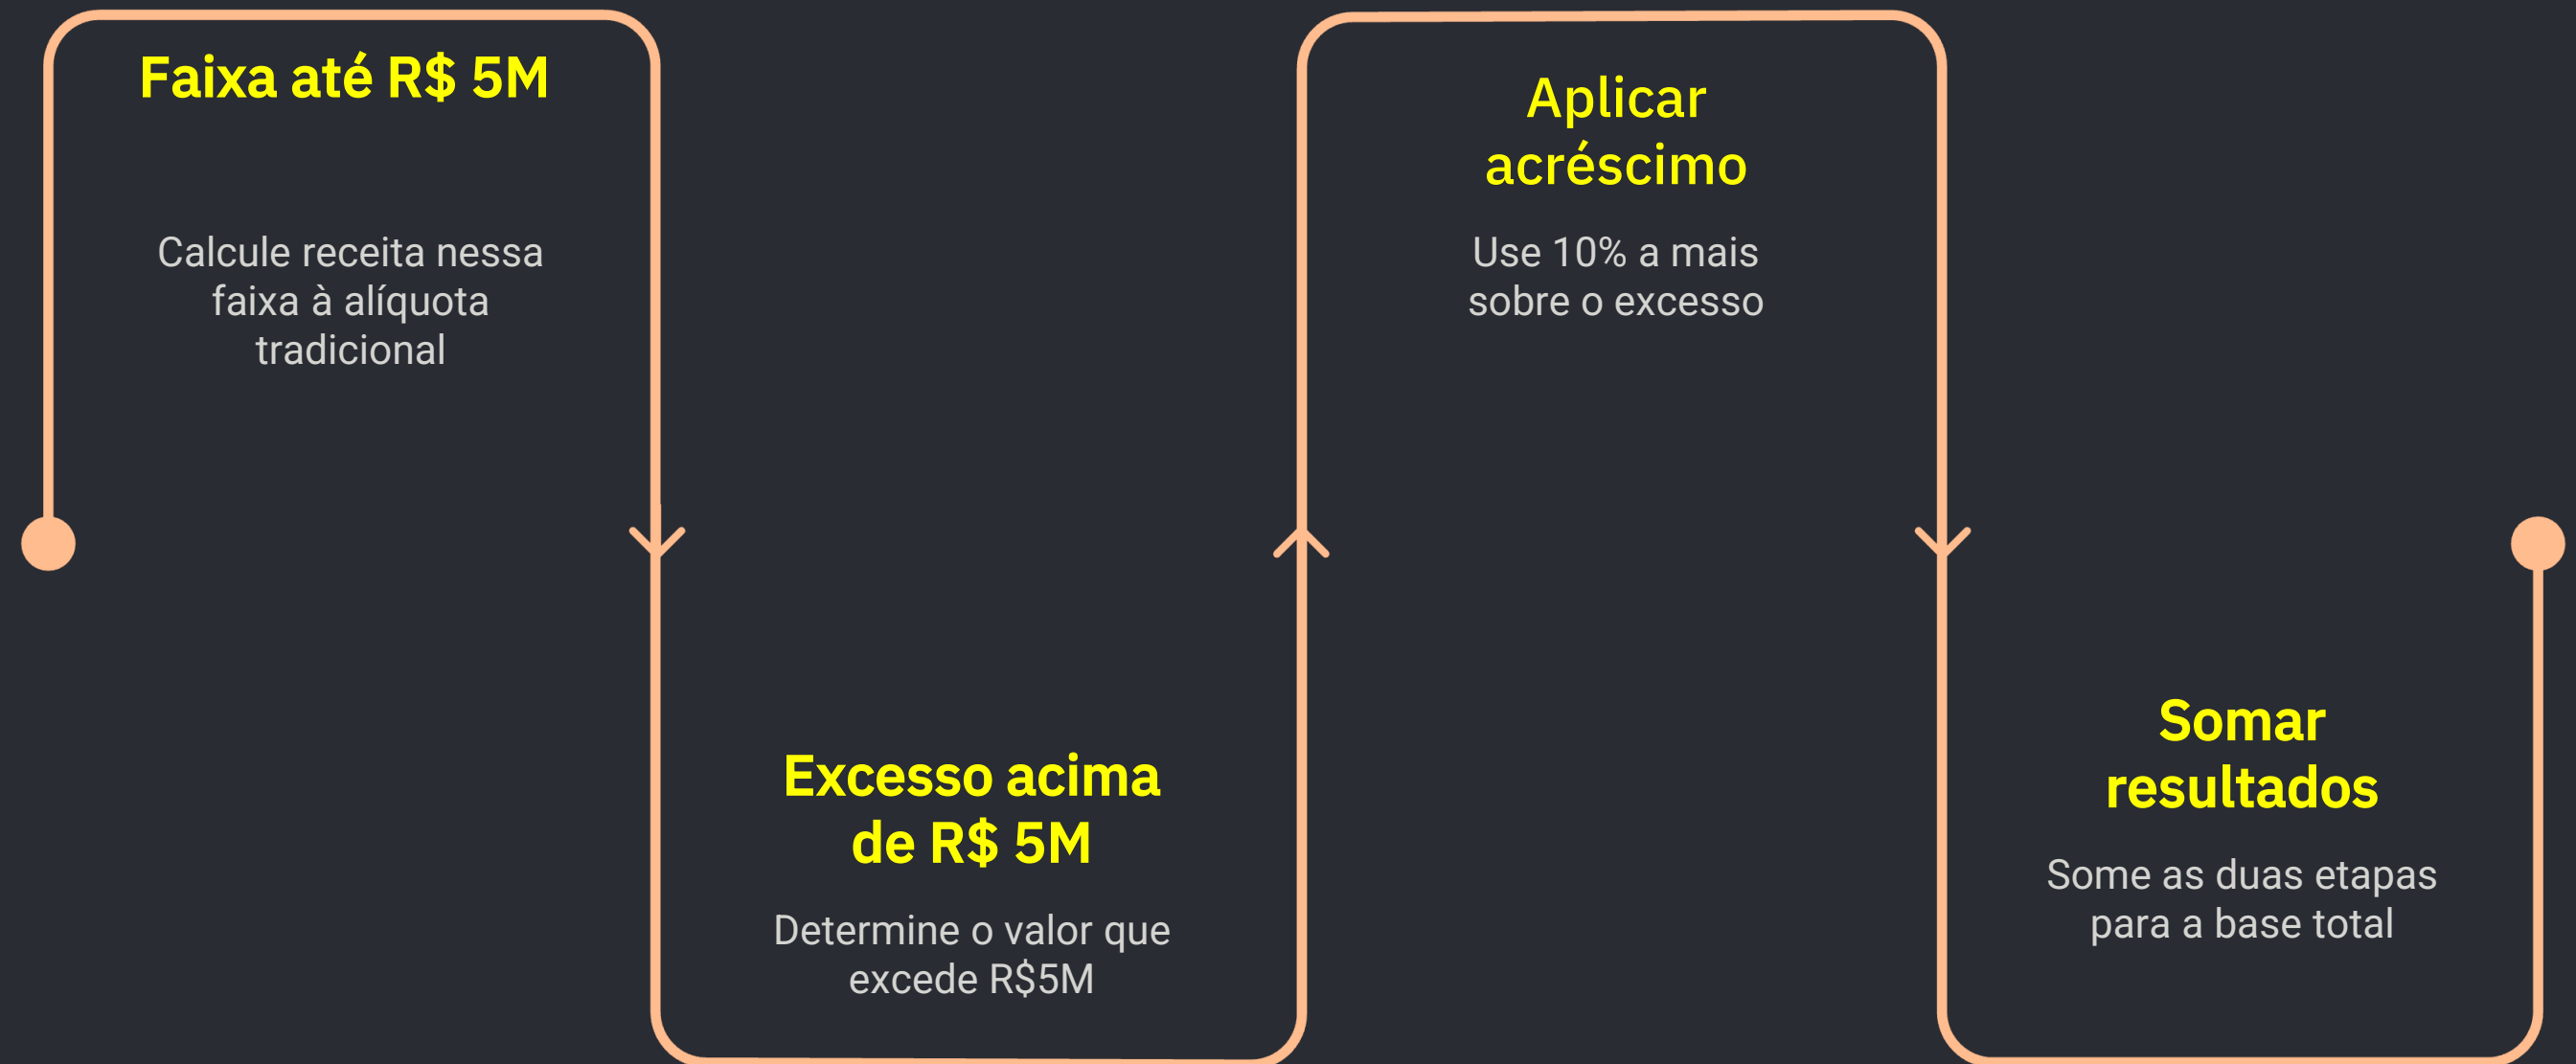 Faixa até R$ 5M
Calcule receita nessa
faixa à alíquota
tradicional
Excesso acima
de R$ 5M
Determine o valor que
excede R$5M
Aplicar
acréscimo
Use 10% a mais
sobre o excesso
Somar
resultados
Some as duas etapas
para a base total